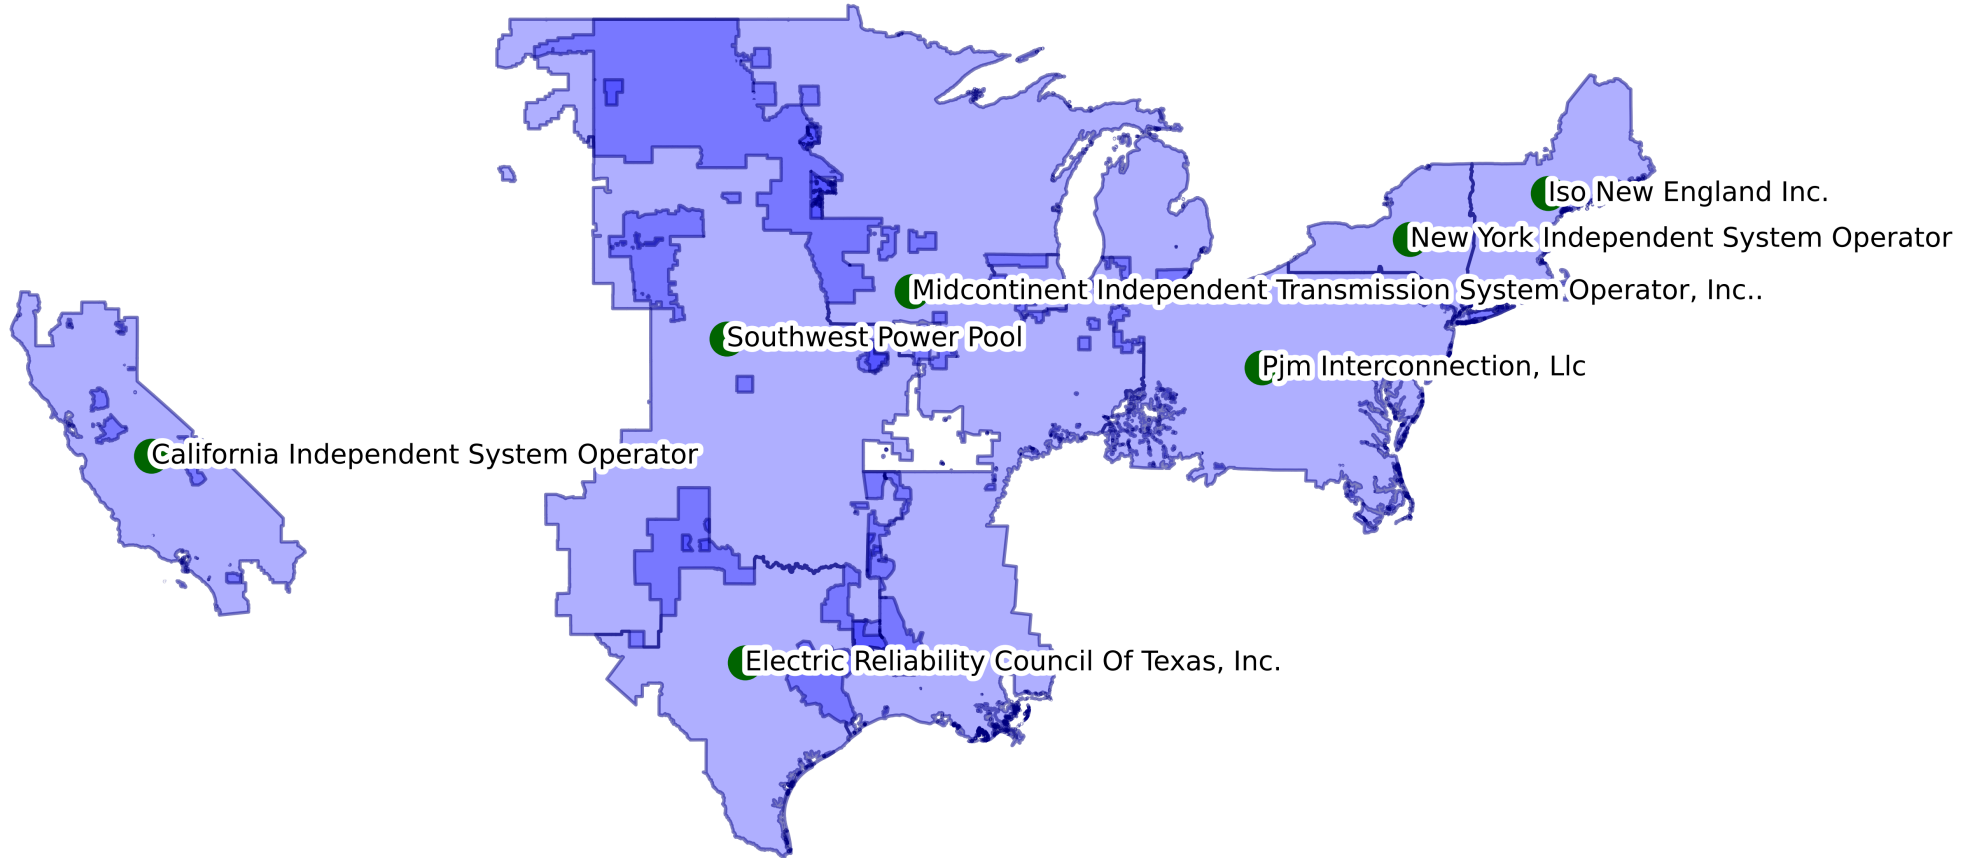 Iso New England Inc.
New York Independent System Operator
Midcontinent Independent Transmission System Operator, Inc..
Southwest Power Pool
Pjm Interconnection, Llc
California Independent System Operator
Electric Reliability Council Of Texas, Inc.